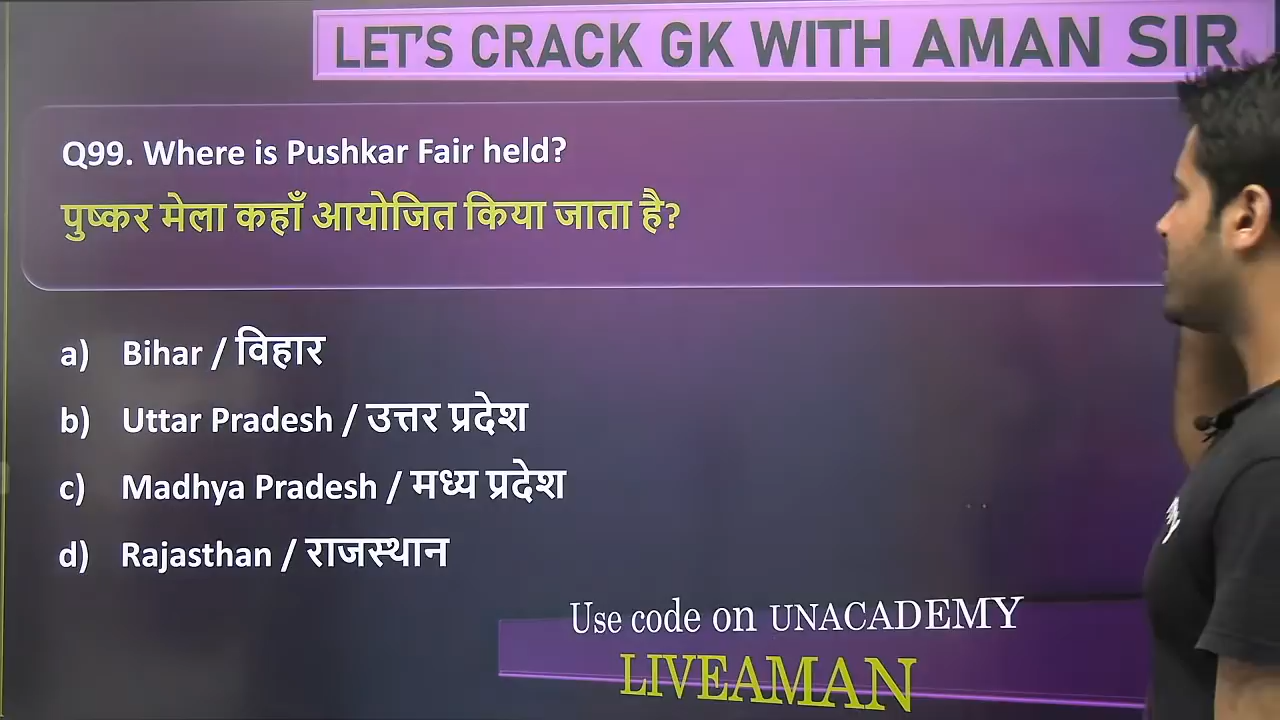 LET'S CRACK GK WITH AMAN SIR
Q99. Where is Pushkar Fair held?
पुष्कर मेला कहाँ आयोजित किया जाता है?
a) Bihar / विहार
b) Uttar Pradesh / उत्तर प्रदेश
c) Madhya Pradesh / मध्य प्रदेश
d) Rajasthan / राजस्थान
Use code on UNACADEMY
LIVEAMAN